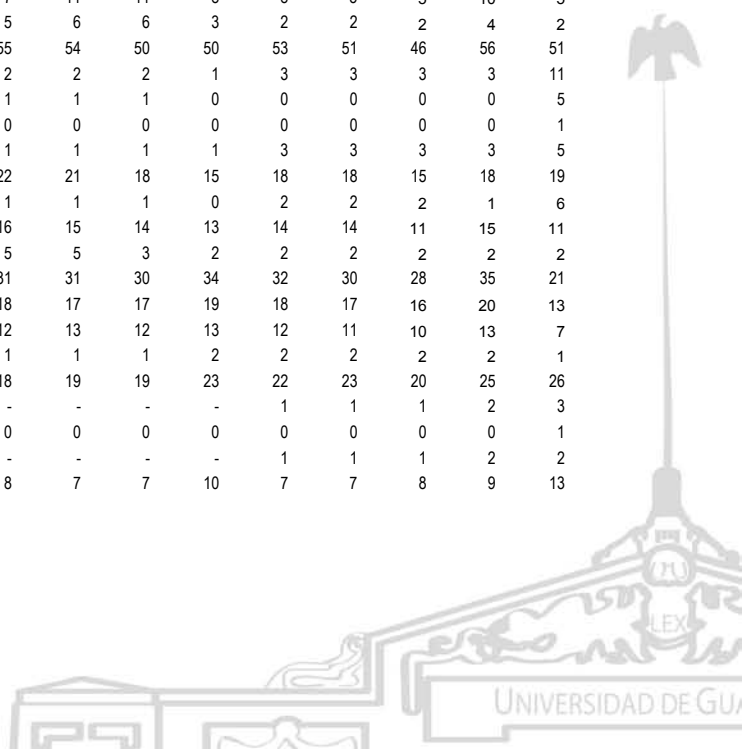 5 6 6 3 2 2 2 4 2
55 54 50 50 53 51 46 56 51
2 2 2 1 3 3 3 3 11
1 1 1 0 0 0 0 0 5
0 0 0 0 0 0 0 0 1
1 1 1 1 3 3 3 3 5
22 21 18 15 18 18 15 18 19
1 1 1 0 2 2 2 1 6
16 15 14 13 14 14 11 15 11
5 5 3 2 2 2 2 2 2
31 31 30 34 32 30 28 35 21
18 17 17 19 18 17 16 20 13
12 13 12 13 12 11 10 13 7
1 1 1 2 2 2 2 2 1
18 19 19 23 22 23 20 25 26
- - - - 1 1 1 2 3
0 0 0 0 0 0 0 0 1
- - - - 1 1 1 2 2
8 7 7 10 7 7 8 9 13
LEX
UNIVERSIDAD DE GUA